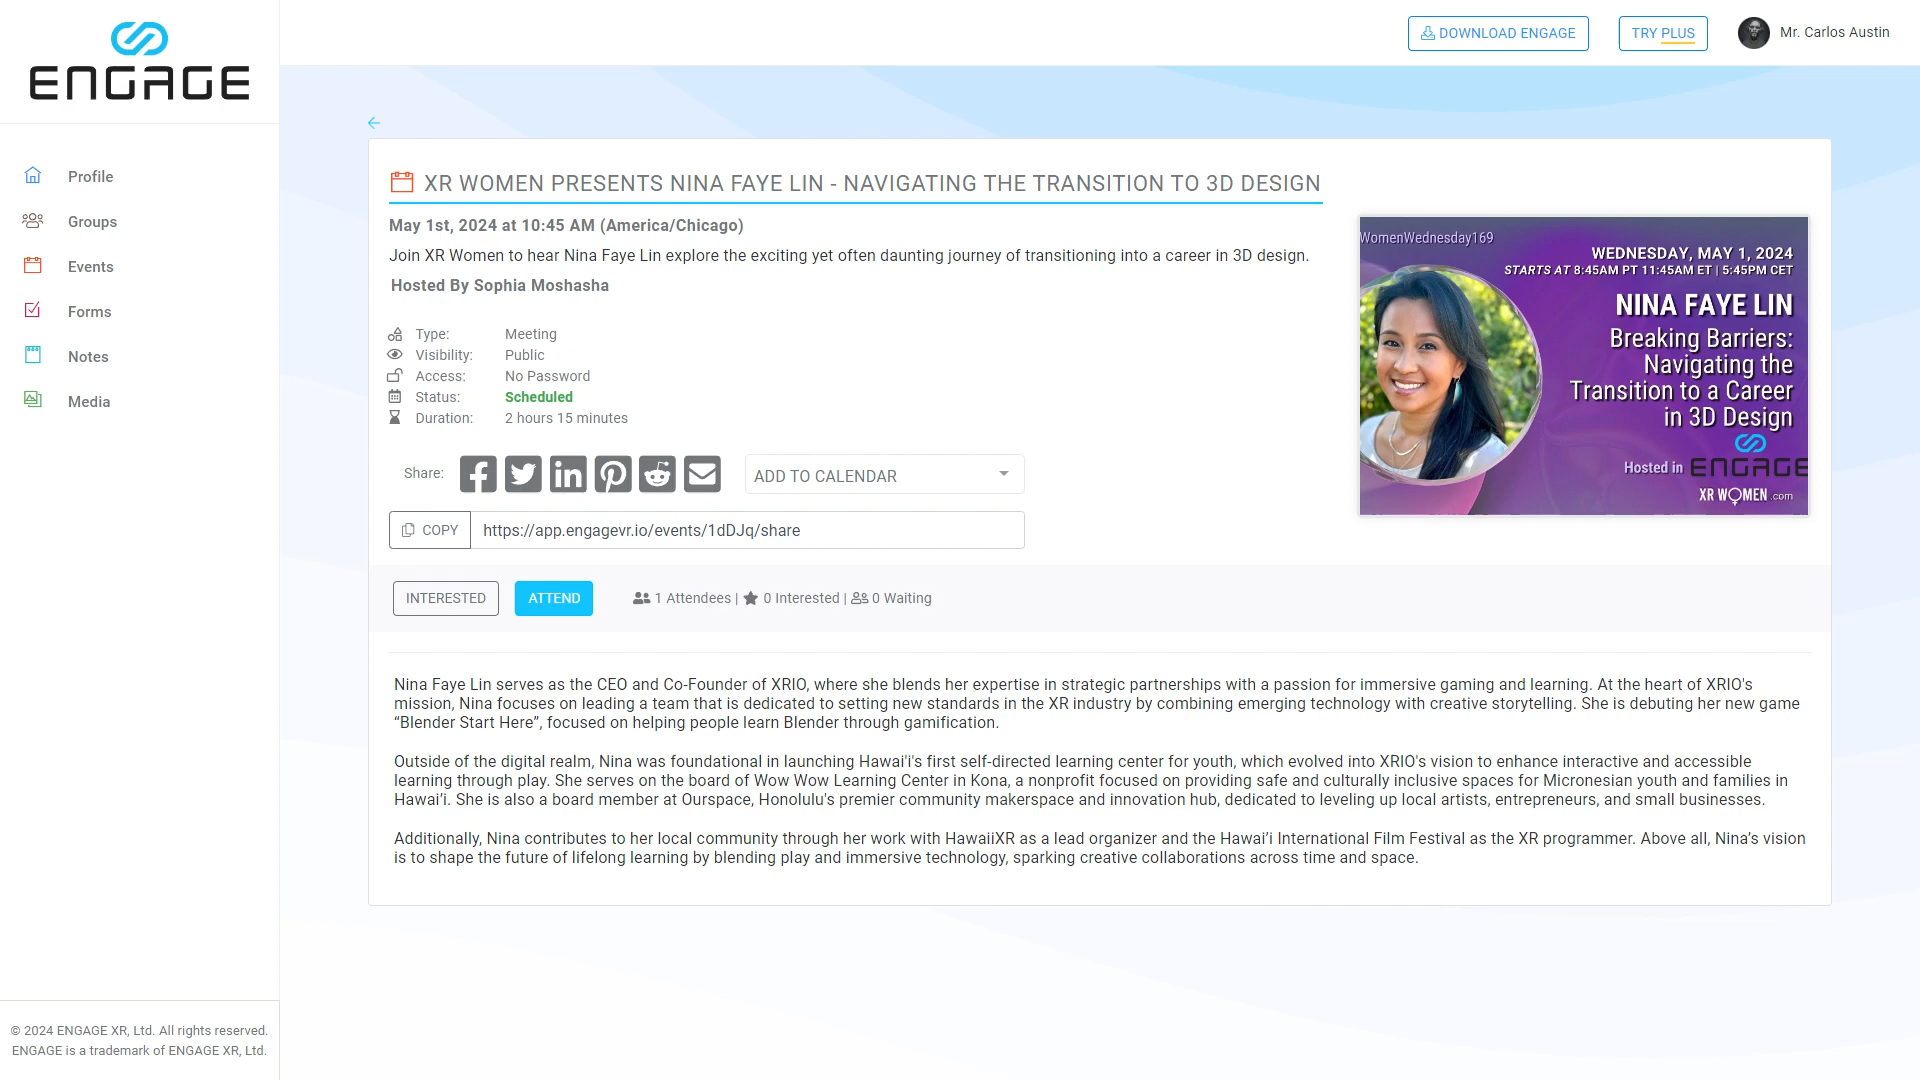 ENGAGE
DOWNLOAD ENGAGE
TRY PLUS
Mr. Carlos Austin
Profile
Groups
Events
Forms
Notes
Media
XR WOMEN PRESENTS NINA FAYE LIN - NAVIGATING THE TRANSITION TO 3D DESIGN
May 1st, 2024 at 10:45 AM (America/Chicago)
Join XR Women to hear Nina Faye Lin explore the exciting yet often daunting journey of transitioning into a career in 3D design.
Hosted By Sophia Moshasha
Type: Meeting
Visibility: Public
Access: No Password
Status: Scheduled
Duration: 2 hours 15 minutes
Share:
ADD TO CALENDAR
COPY https://app.engagevr.io/events/1dDJq/share
WomenWednesday169
WEDNESDAY, MAY 1, 2024
STARTS AT 8:45AM PT 11:45AM ET | 5:45PM CET
NINA FAYE LIN
Breaking Barriers:
Navigating the
Transition to a Career
in 3D Design
Hosted in ENGAGE
XR WOMEN.com
INTERESTED
ATTEND
1 Attendees | 0 Interested | 0 Waiting
Nina Faye Lin serves as the CEO and Co-Founder of XRIO, where she blends her expertise in strategic partnerships with a passion for immersive gaming and learning. At the heart of XRIO's
mission, Nina focuses on leading a team that is dedicated to setting new standards in the XR industry by combining emerging technology with creative storytelling. She is debuting her new game
“Blender Start Here”, focused on helping people learn Blender through gamification.
Outside of the digital realm, Nina was foundational in launching Hawai'i's first self-directed learning center for youth, which evolved into XRIO's vision to enhance interactive and accessible
learning through play. She serves on the board of Wow Wow Learning Center in Kona, a nonprofit focused on providing safe and culturally inclusive spaces for Micronesian youth and families in
Hawai’i. She is also a board member at Ourspace, Honolulu's premier community makerspace and innovation hub, dedicated to leveling up local artists, entrepreneurs, and small businesses.
Additionally, Nina contributes to her local community through her work with HawaiiXR as a lead organizer and the Hawai’i International Film Festival as the XR programmer. Above all, Nina’s vision
is to shape the future of lifelong learning by blending play and immersive technology, sparking creative collaborations across time and space.
© 2024 ENGAGE XR, Ltd. All rights reserved.
ENGAGE is a trademark of ENGAGE XR, Ltd.